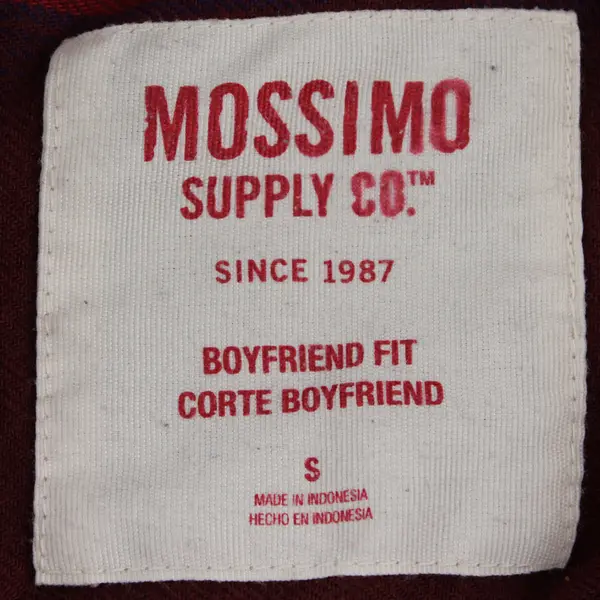 MOSSIMO
SUPPLY CO.™
SINCE 1987
BOYFRIEND FIT
CORTE BOYFRIEND
S
MADE IN INDONESIA
HECHO EN INDONESIA